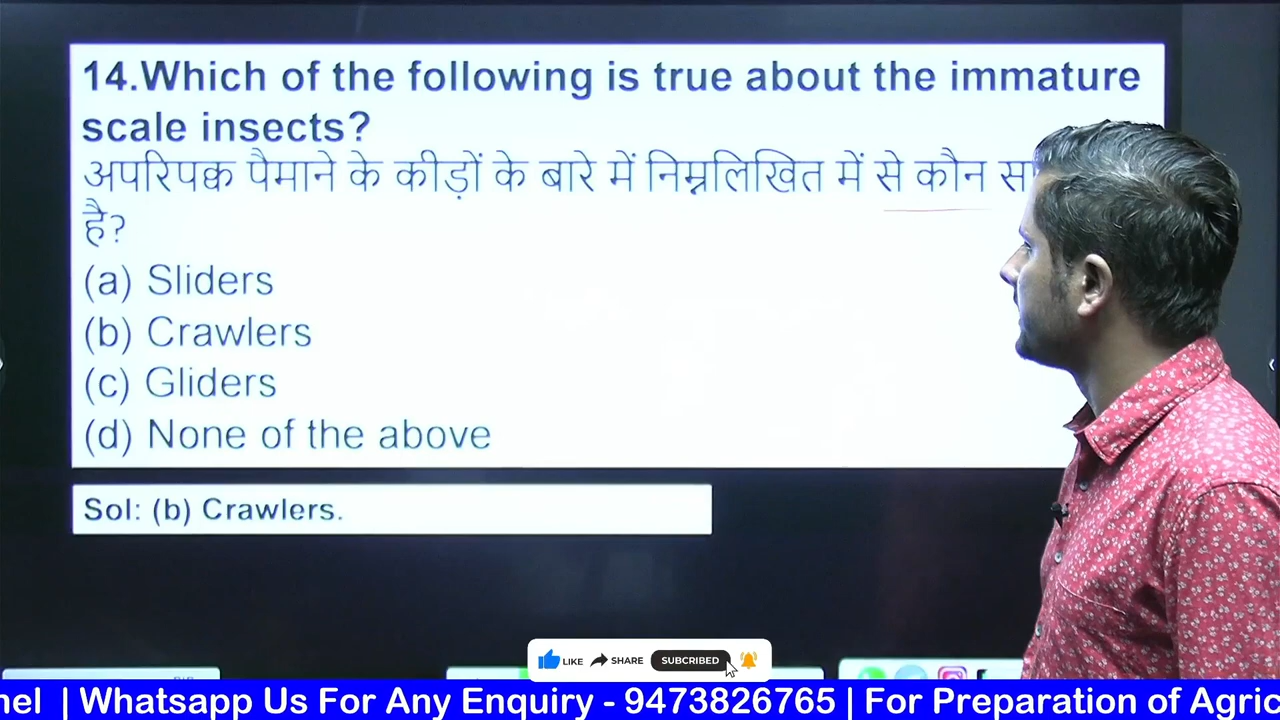 14.Which of the following is true about the immature
scale insects?
अपरिपक्व पैमाने के कीड़ों के बारे में निम्नलिखित में से कौन
है?
(a) Sliders
(b) Crawlers
(c) Gliders
(d) None of the above
Sol: (b) Crawlers.
LIKE SHARE SUBCRIBED
nel | Whatsapp Us For Any Enquiry - 9473826765 | For Preparation of Agric